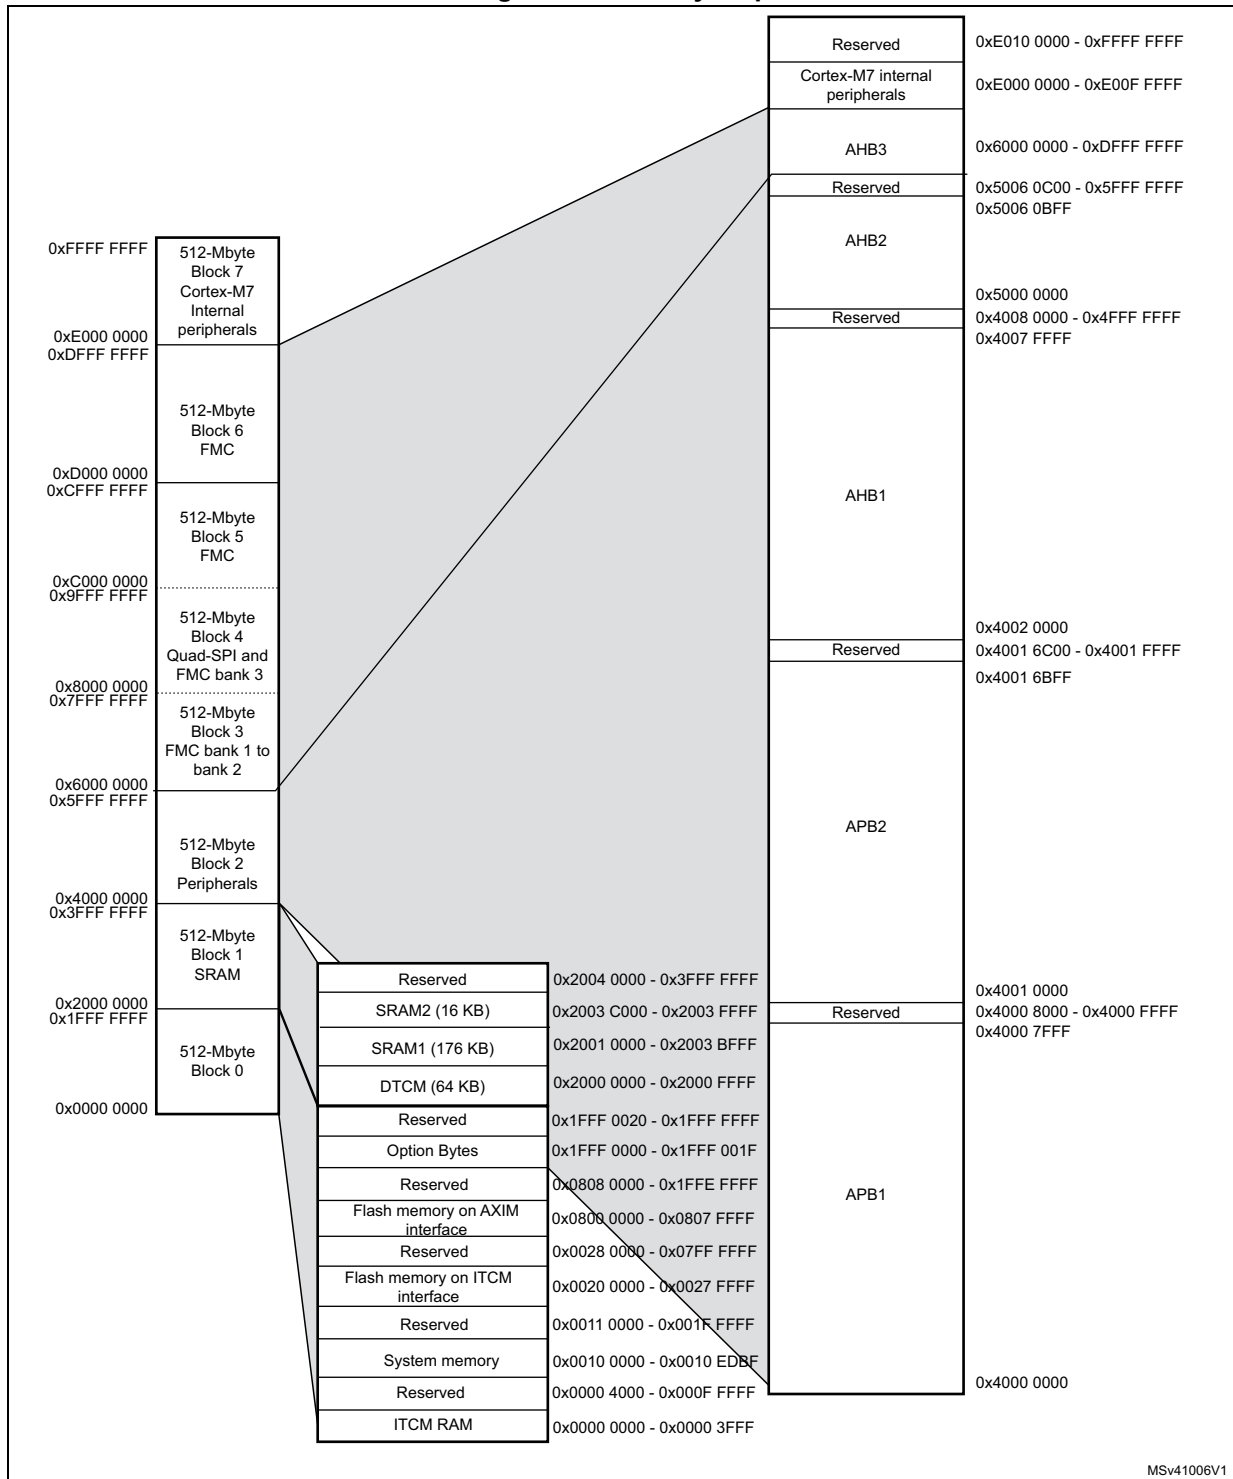 0xFFFF FFFF
512-Mbyte
Block 7
Cortex-M7
Internal
peripherals
0xE000 0000
0xDFFF FFFF
512-Mbyte
Block 6
FMC
0xD000 0000
0xCFFF FFFF
512-Mbyte
Block 5
FMC
0xC000 0000
0x9FFF FFFF
512-Mbyte
Block 4
Quad-SPI and
FMC bank 3
0x8000 0000
0x7FFF FFFF
512-Mbyte
Block 3
FMC bank 1 to
bank 2
0x6000 0000
0x5FFF FFFF
512-Mbyte
Block 2
Peripherals
0x4000 0000
0x3FFF FFFF
512-Mbyte
Block 1
SRAM
0x2000 0000
0x1FFF FFFF
512-Mbyte
Block 0
0x0000 0000
Reserved 0x2004 0000 - 0x3FFF FFFF
SRAM2 (16 KB) 0x2003 C000 - 0x2003 FFFF
SRAM1 (176 KB) 0x2001 0000 - 0x2003 BFFF
DTCM (64 KB) 0x2000 0000 - 0x2000 FFFF
Reserved 0x1FFF 0020 - 0x1FFF FFFF
Option Bytes 0x1FFF 0000 - 0x1FFF 001F
Reserved 0x0808 0000 - 0x1FFE FFFF
Flash memory on AXIM
interface
0x0800 0000 - 0x0807 FFFF
Reserved 0x0028 0000 - 0x07FF FFFF
Flash memory on ITCM
interface
0x0020 0000 - 0x0027 FFFF
Reserved 0x0011 0000 - 0x001F FFFF
System memory 0x0010 0000 - 0x0010 EDBF
Reserved 0x0000 4000 - 0x000F FFFF
ITCM RAM 0x0000 0000 - 0x0000 3FFF
Reserved 0xE010 0000 - 0xFFFF FFFF
Cortex-M7 internal
peripherals
0xE000 0000 - 0xE00F FFFF
AHB3 0x6000 0000 - 0xDFFF FFFF
Reserved 0x5006 0C00 - 0x5FFF FFFF
0x5006 0BFF
AHB2
0x5000 0000
Reserved 0x4008 0000 - 0x4FFF FFFF
0x4007 FFFF
AHB1
0x4002 0000
Reserved 0x4001 6C00 - 0x4001 FFFF
0x4001 6BFF
APB2
0x4001 0000
Reserved 0x4000 8000 - 0x4000 FFFF
0x4000 7FFF
APB1
0x4000 0000
MSv41006V1